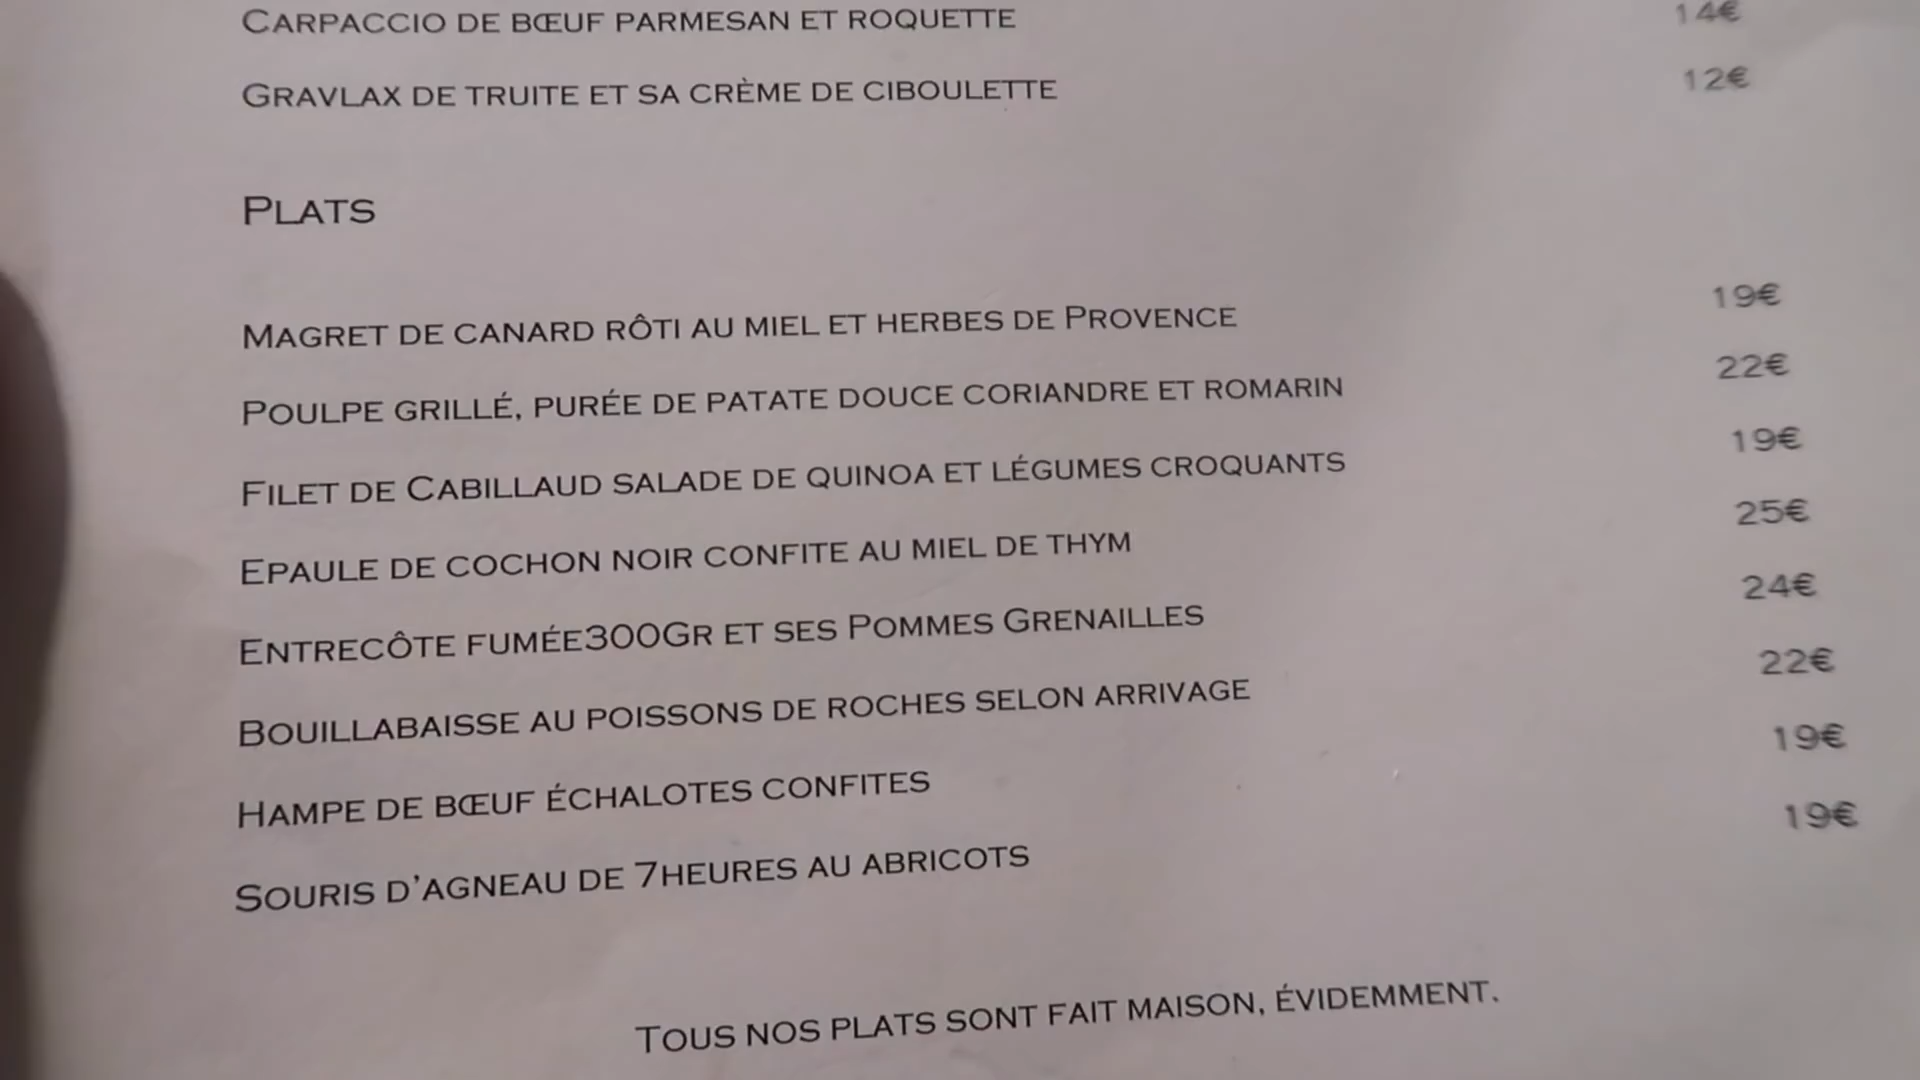 CARPACCIO DE BŒUF PARMESAN ET ROQUETTE 14€
GRAVLAX DE TRUITE ET SA CRÈME DE CIBOULETTE 12€
PLATS
MAGRET DE CANARD RÔTI AU MIEL ET HERBES DE PROVENCE 19€
POULPE GRILLÉ, PURÉE DE PATATE DOUCE CORIANDRE ET ROMARIN 22€
FILET DE CABILLAUD SALADE DE QUINOA ET LÉGUMES CROQUANTS 19€
EPAULE DE COCHON NOIR CONFITE AU MIEL DE THYM 25€
ENTRECÔTE FUMÉE300GR ET SES POMMES GRENAILLES 24€
BOUILLABAISSE AU POISSONS DE ROCHES SELON ARRIVAGE 22€
HAMPE DE BŒUF ÉCHALOTES CONFITES 19€
SOURIS D'AGNEAU DE 7HEURES AU ABRICOTS 19€
TOUS NOS PLATS SONT FAIT MAISON, ÉVIDEMMENT.